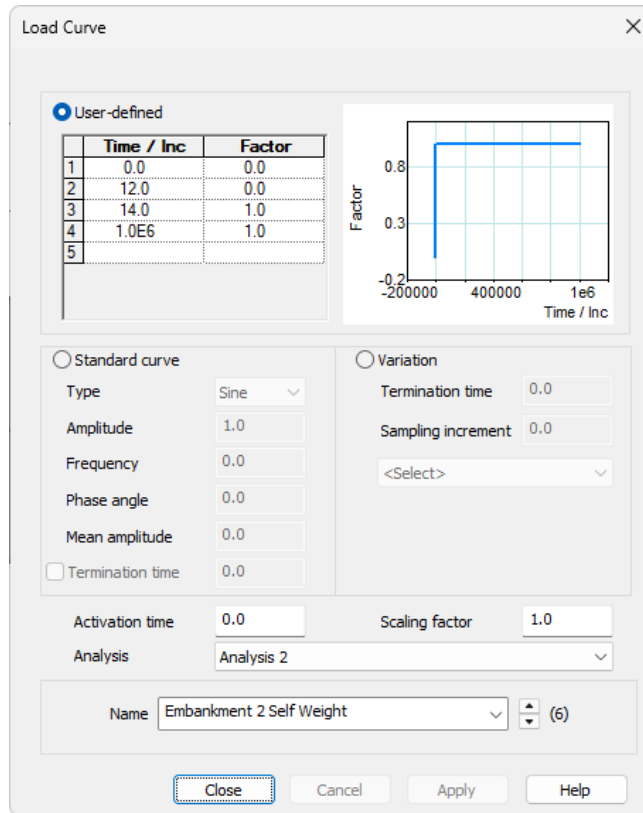 Load Curve
User-defined
Time / Inc Factor
1 0.0 0.0
2 12.0 0.0
3 14.0 1.0
4 1.0E6 1.0
5
Factor
0.8
0.3
-0.2
-200000 400000 1e6
Time / Inc
Standard curve
Type Sine
Amplitude 1.0
Frequency 0.0
Phase angle 0.0
Mean amplitude 0.0
Termination time 0.0
Variation
Termination time 0.0
Sampling increment 0.0
<Select>
Activation time 0.0 Scaling factor 1.0
Analysis Analysis 2
Name Embankment 2 Self Weight (6)
Close Cancel Apply Help